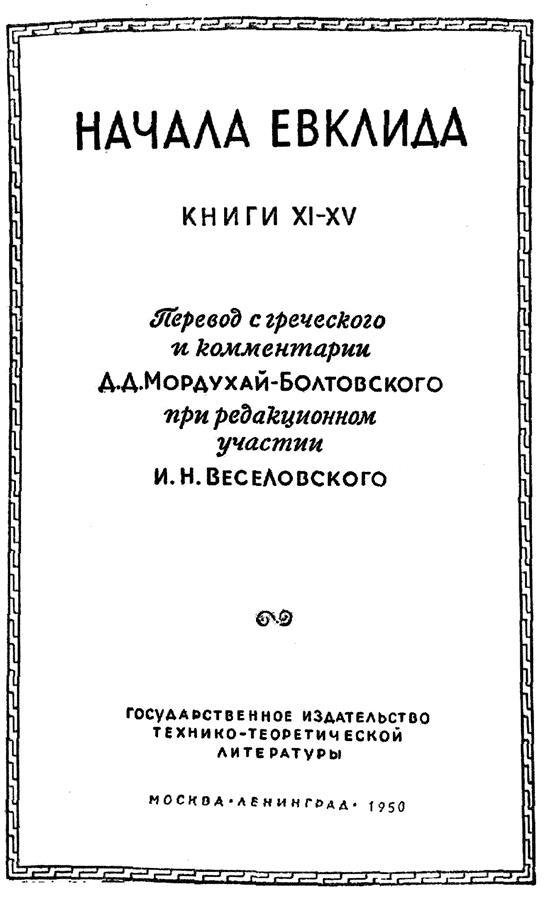 НАЧАЛА ЕВКЛИДА
КНИГИ XI-XV
Перевод с греческого
и комментарии
Д.Д.МОРДУХАЙ-БОЛТОВСКОГО
при редакционном
участии
И. Н. ВЕСЕЛОВСКОГО
ГОСУДАРСТВЕННОЕ ИЗДАТЕЛЬСТВО
ТЕХНИКО-ТЕОРЕТИЧЕСКОЙ
ЛИТЕРАТУРЫ
МОСКВА · ЛЕНИНГРАД · 1950